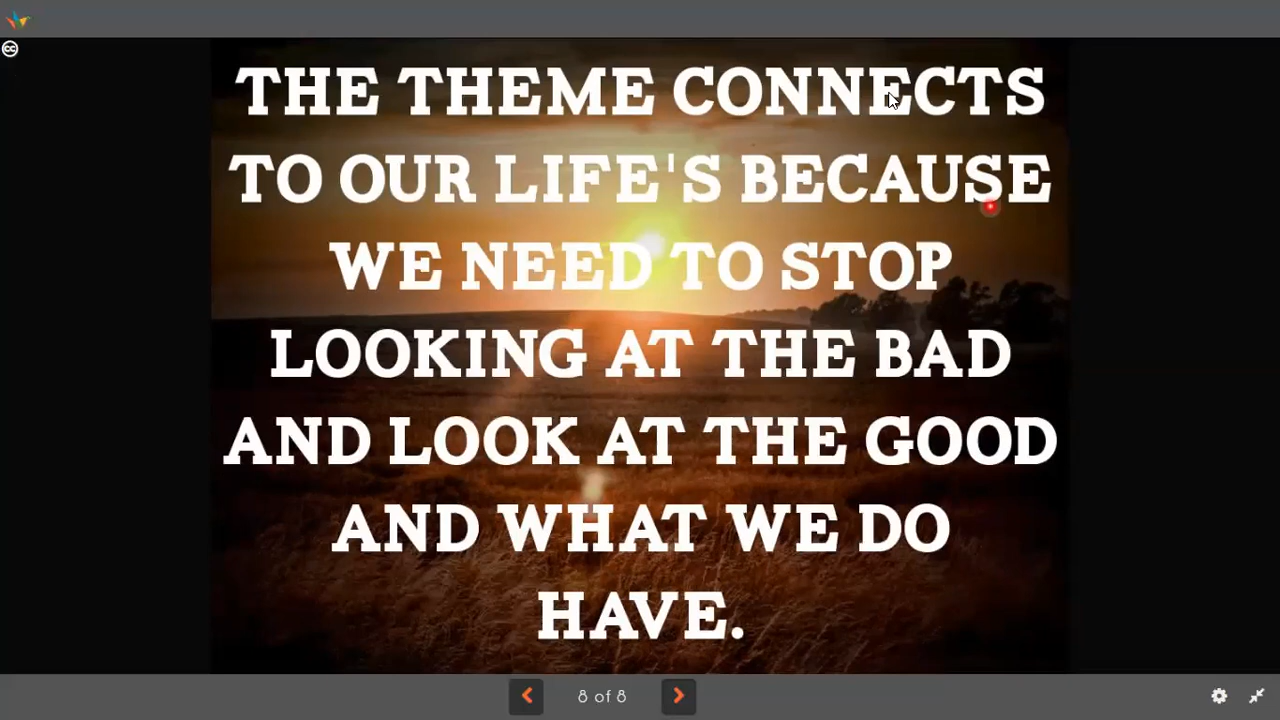 THE THEME CONNECTS
TO OUR LIFE'S BECAUSE
WE NEED TO STOP
LOOKING AT THE BAD
AND LOOK AT THE GOOD
AND WHAT WE DO
HAVE.
8 of 8